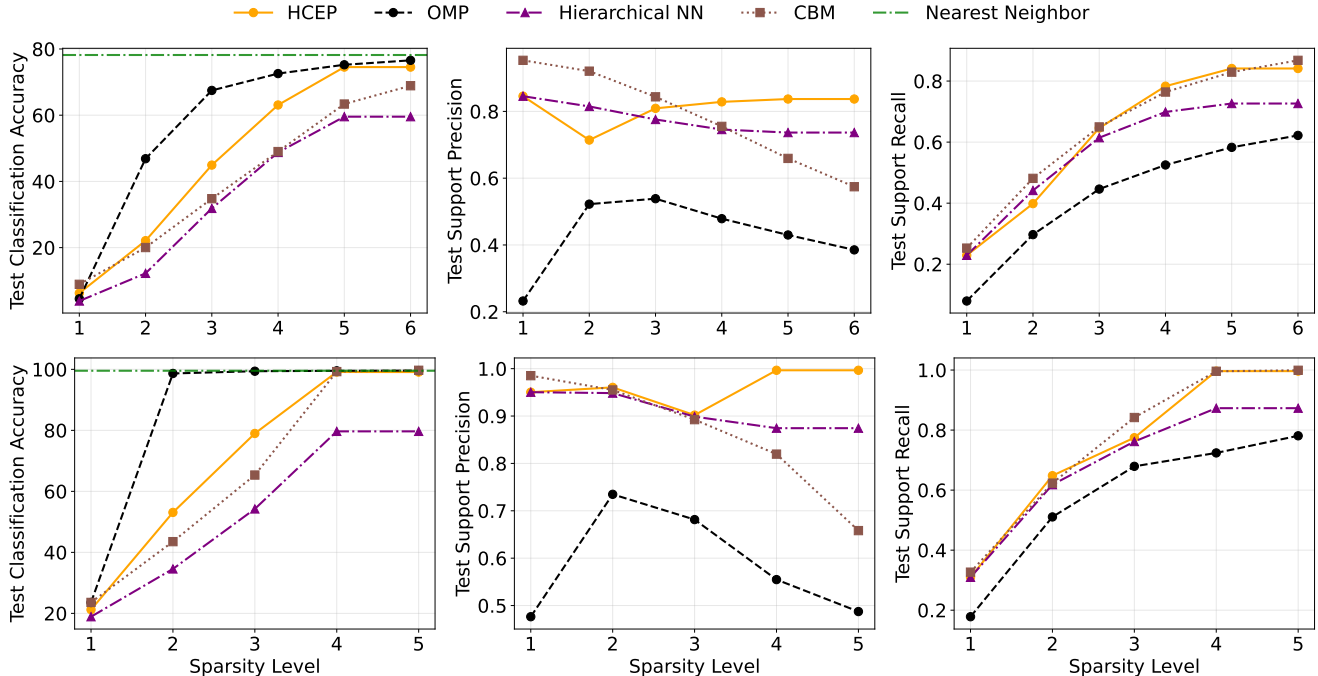 HCEP OMP Hierarchical NN CBM Nearest Neighbor
Test Classification Accuracy
80
60
40
20
1 2 3 4 5 6
Test Support Precision
0.8
0.6
0.4
0.2
1 2 3 4 5 6
Test Support Recall
0.8
0.6
0.4
0.2
1 2 3 4 5 6
Test Classification Accuracy
100
80
60
40
20
1 2 3 4 5
Sparsity Level
Test Support Precision
1.0
0.9
0.8
0.7
0.6
0.5
1 2 3 4 5
Sparsity Level
Test Support Recall
1.0
0.8
0.6
0.4
0.2
1 2 3 4 5
Sparsity Level